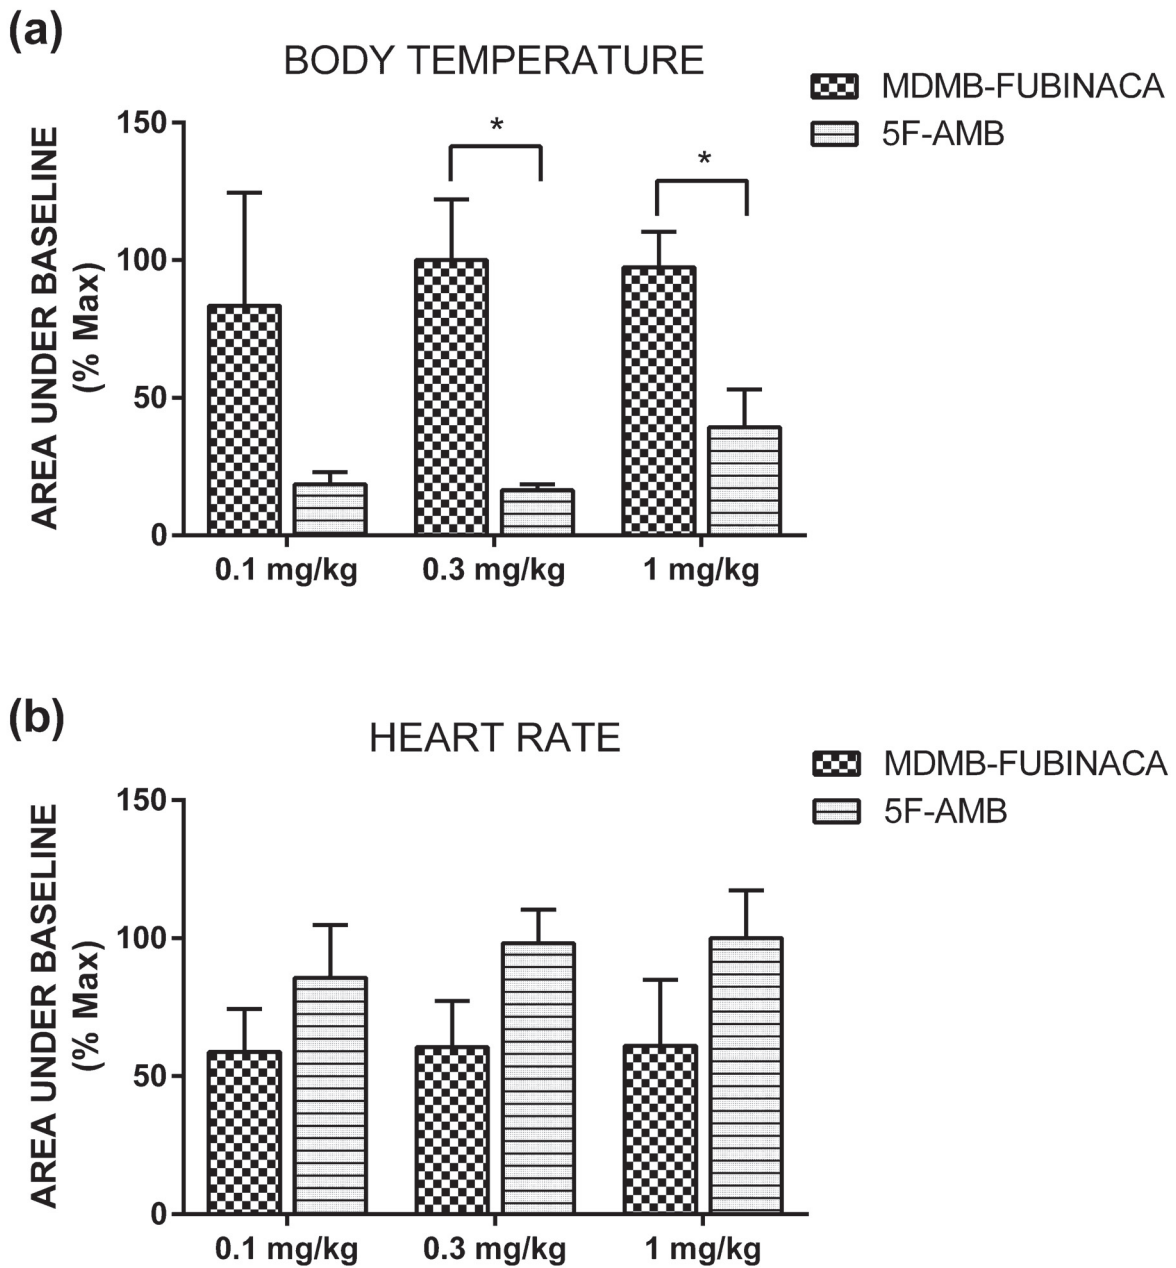 (a)
BODY TEMPERATURE
MDMB-FUBINACA
5F-AMB
AREA UNDER BASELINE
(% Max)
150
100
50
0
*
*
0.1 mg/kg
0.3 mg/kg
1 mg/kg
(b)
HEART RATE
MDMB-FUBINACA
5F-AMB
AREA UNDER BASELINE
(% Max)
150
100
50
0
0.1 mg/kg
0.3 mg/kg
1 mg/kg